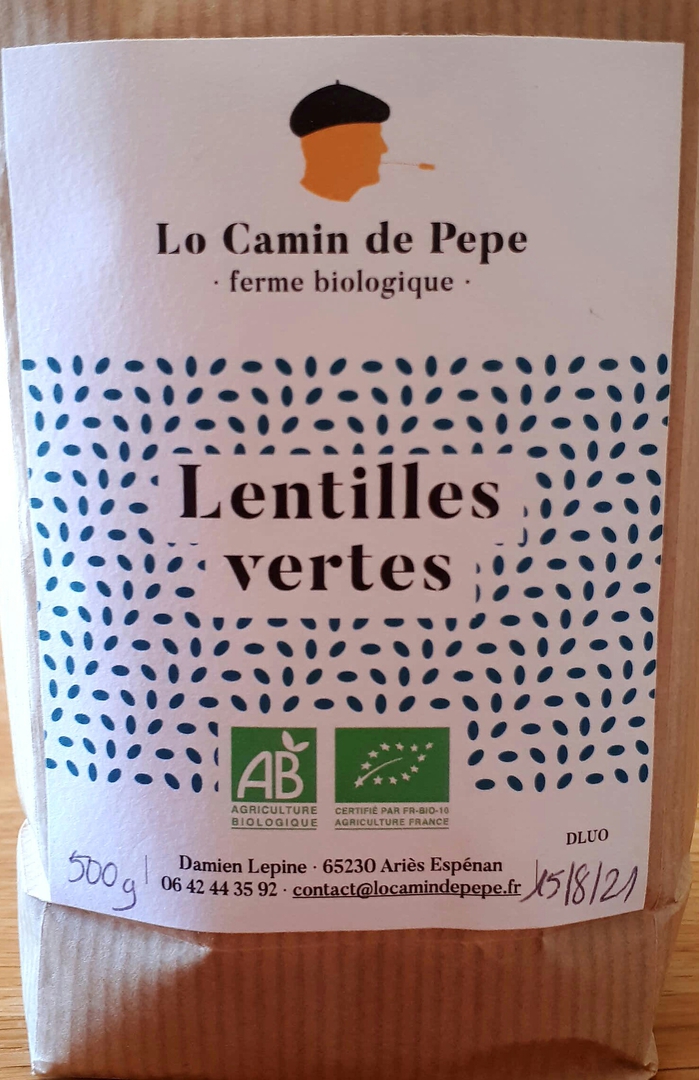 Lo Camin de Pepe
· ferme biologique ·
Lentilles
vertes
AB
AGRICULTURE
BIOLOGIQUE
CERTIFIÉ PAR FR-BIO-10
AGRICULTURE FRANCE
DLUO
500g
Damien Lepine · 65230 Ariès Espénan
06 42 44 35 92 · contact@locamindepepe.fr
15/8/21